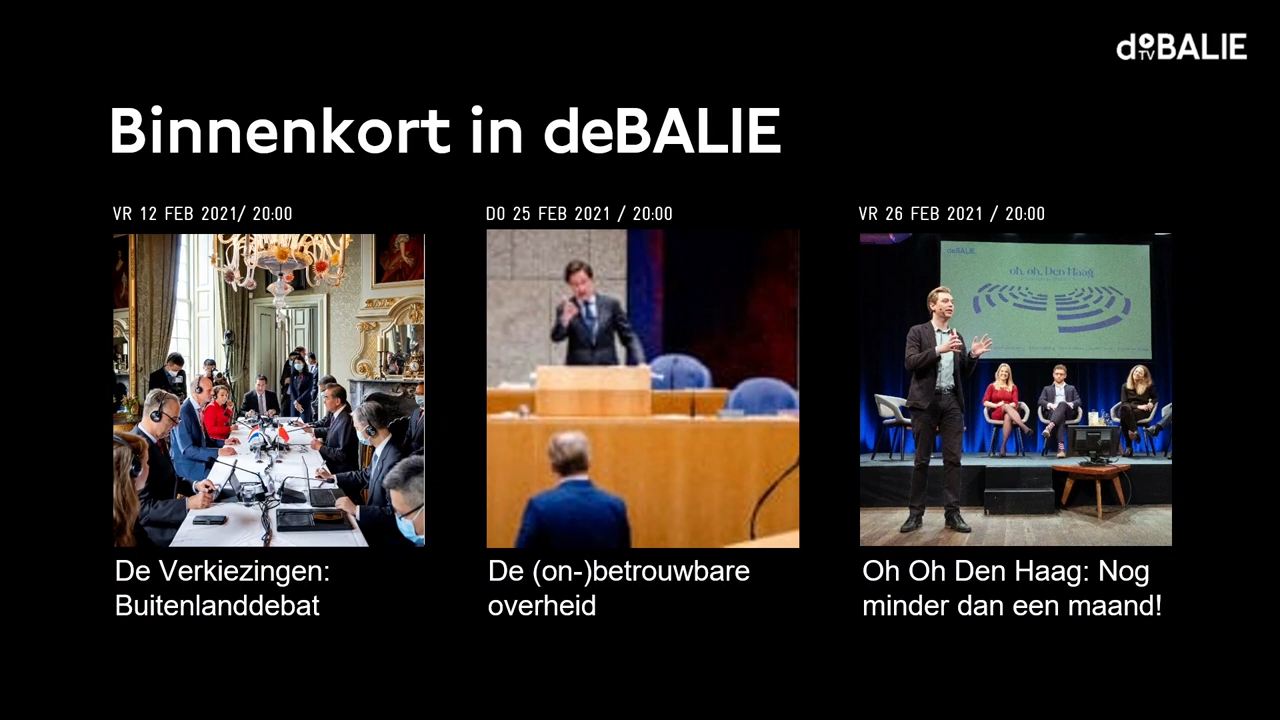 deBALIE
TV
Binnenkort in deBALIE
VR 12 FEB 2021/ 20:00
DO 25 FEB 2021 / 20:00
VR 26 FEB 2021 / 20:00
deBALIE
oh, oh, Den Haag
De Verkiezingen:
Buitenlanddebat
De (on-)betrouwbare
overheid
Oh Oh Den Haag: Nog
minder dan een maand!